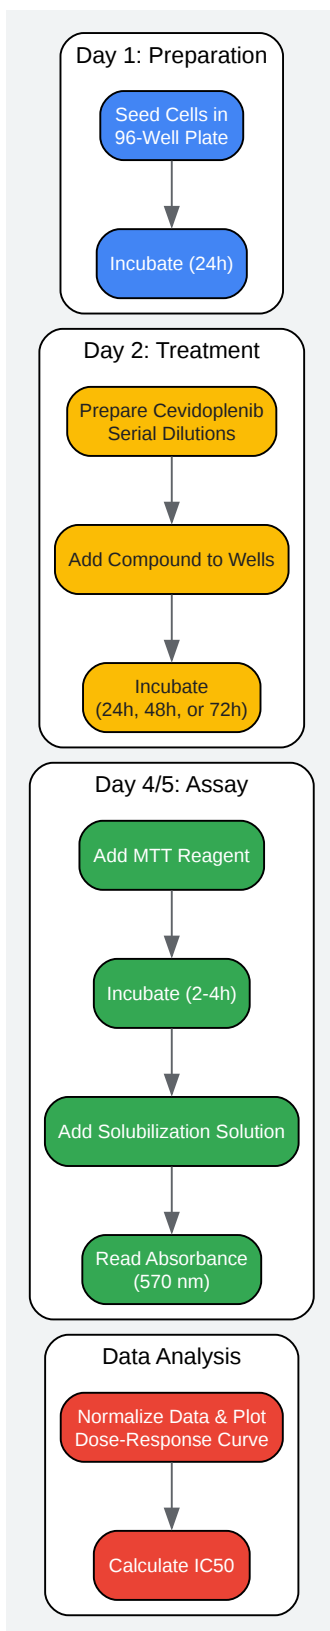 Day 1: Preparation
Seed Cells in
96-Well Plate
Incubate (24h)
Day 2: Treatment
Prepare Cevidoplenib
Serial Dilutions
Add Compound to Wells
Incubate
(24h, 48h, or 72h)
Day 4/5: Assay
Add MTT Reagent
Incubate (2-4h)
Add Solubilization Solution
Read Absorbance
(570 nm)
Data Analysis
Normalize Data & Plot
Dose-Response Curve
Calculate IC50